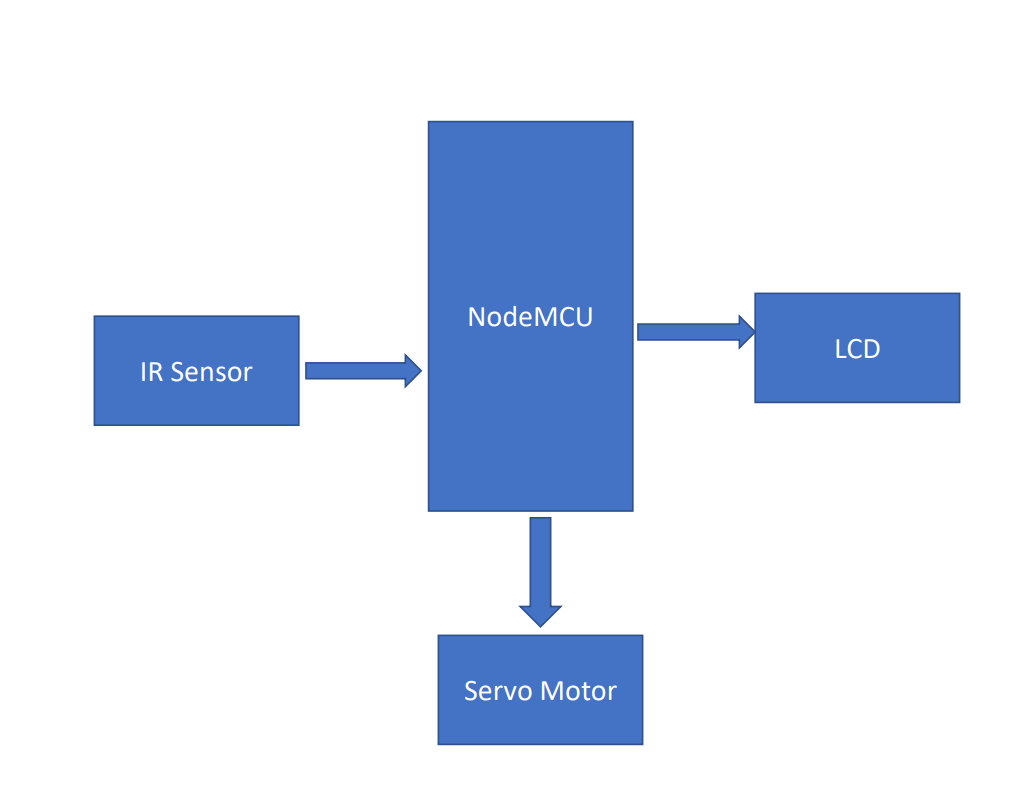 NodeMCU
IR Sensor
LCD
Servo Motor